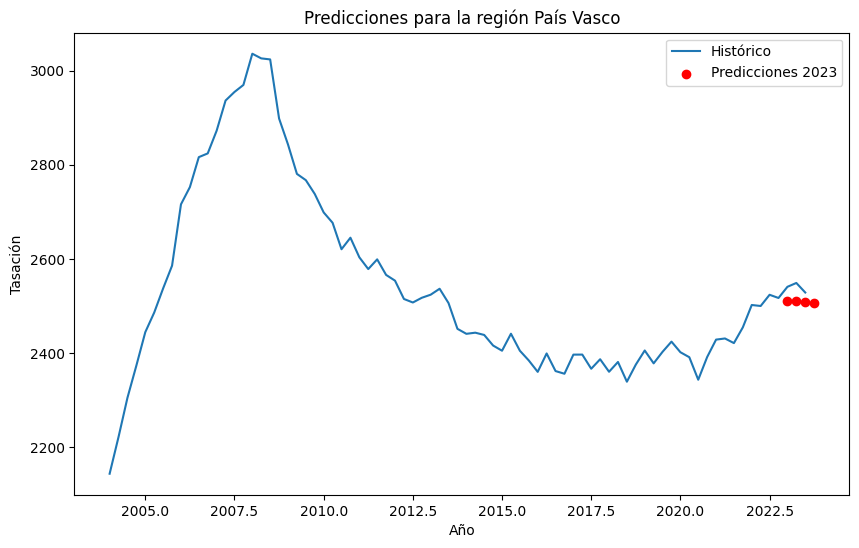 Predicciones para la región País Vasco
Histórico
Predicciones 2023
3000
2800
2600
2400
2200
Tasación
2005.0 2007.5 2010.0 2012.5 2015.0 2017.5 2020.0 2022.5
Año